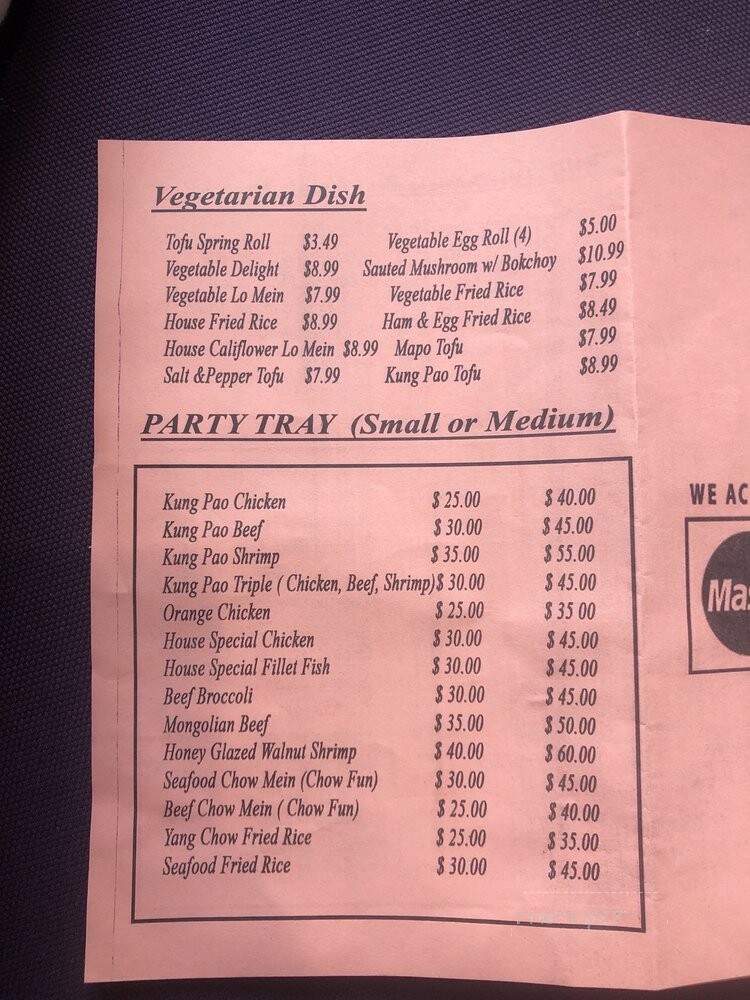 Vegetarian Dish
Tofu Spring Roll $3.49 Vegetable Egg Roll (4) $5.00
Vegetable Delight $8.99 Sauted Mushroom w/ Bokchoy $10.99
Vegetable Lo Mein $7.99 Vegetable Fried Rice $7.99
House Fried Rice $8.99 Ham & Egg Fried Rice $8.49
House Califlower Lo Mein $8.99 Mapo Tofu $7.99
Salt &Pepper Tofu $7.99 Kung Pao Tofu $8.99
PARTY TRAY (Small or Medium)
Kung Pao Chicken $ 25.00 $ 40.00
Kung Pao Beef $ 30.00 $ 45.00
Kung Pao Shrimp $ 35.00 $ 55.00
Kung Pao Triple ( Chicken, Beef, Shrimp)$ 30.00 $ 45.00
Orange Chicken $ 25.00 $ 35 00
House Special Chicken $ 30.00 $ 45.00
House Special Fillet Fish $ 30.00 $ 45.00
Beef Broccoli $ 30.00 $ 45.00
Mongolian Beef $ 35.00 $ 50.00
Honey Glazed Walnut Shrimp $ 40.00 $ 60.00
Seafood Chow Mein (Chow Fun) $ 30.00 $ 45.00
Beef Chow Mein ( Chow Fun) $ 25.00 $ 40.00
Yang Chow Fried Rice $ 25.00 $ 35.00
Seafood Fried Rice $ 30.00 $ 45.00
WE AC
Mas